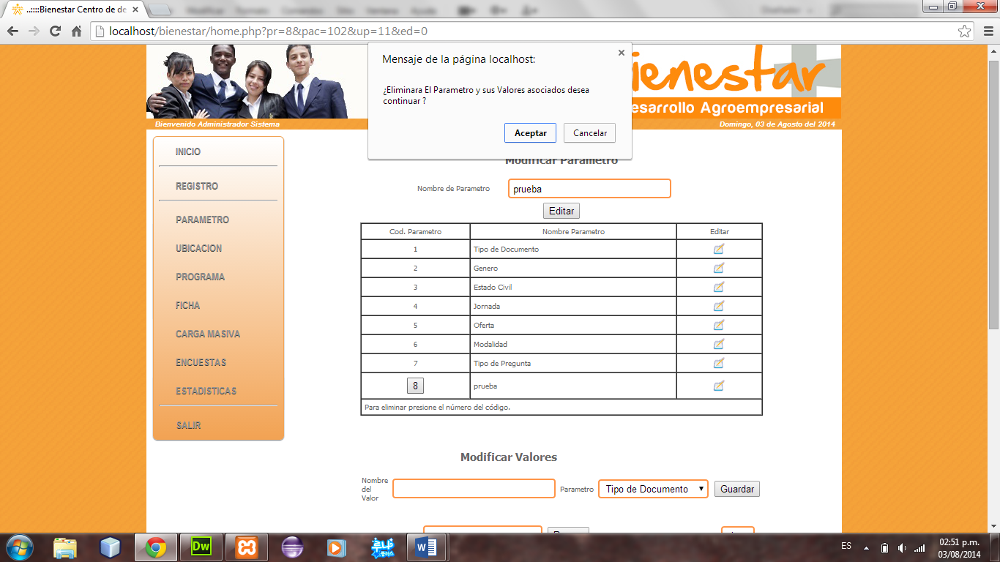 ..::::Bienestar Centro de de
localhost/bienestar/home.php?pr=8&pac=102&up=11&ed=0
Mensaje de la página localhost:
¿Eliminara El Parametro y sus Valores asociados desea
continuar ?
Aceptar
Cancelar
ienestar
esarrollo Agroempresarial
Bienvenido Administrador Sistema
Domingo, 03 de Agosto del 2014
INICIO
REGISTRO
PARAMETRO
UBICACION
PROGRAMA
FICHA
CARGA MASIVA
ENCUESTAS
ESTADISTICAS
SALIR
Modificar Parametro
Nombre de Parametro
prueba
Editar
Cod. Parametro Nombre Parametro Editar
1 Tipo de Documento
2 Genero
3 Estado Civil
4 Jornada
5 Oferta
6 Modalidad
7 Tipo de Pregunta
8 prueba
Para eliminar presione el número del código.
Modificar Valores
Nombre
del
Valor
Parametro
Tipo de Documento
Guardar
Dw
W
ES
02:51 p.m.
03/08/2014